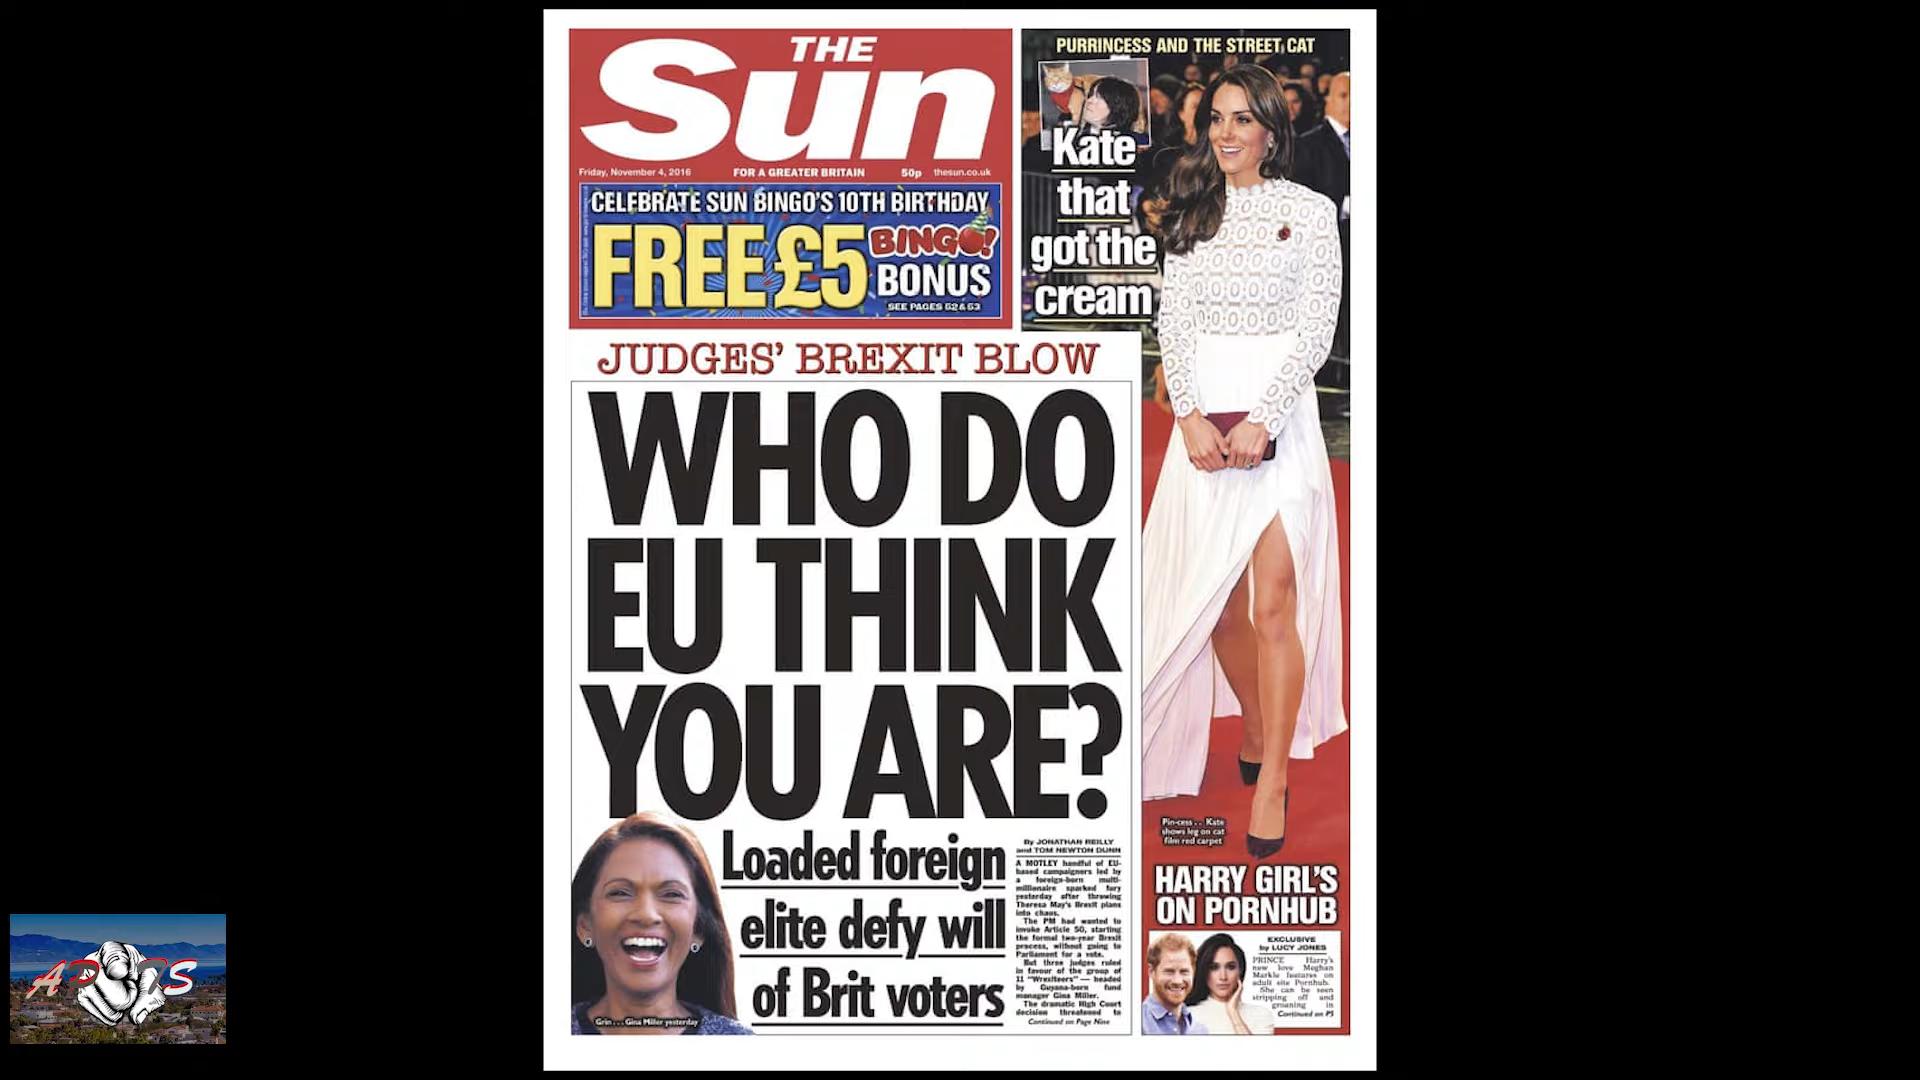 THE
Sun
Friday, November 4, 2016 FOR A GREATER BRITAIN 50p thesun.co.uk
CELEBRATE SUN BINGO'S 10TH BIRTHDAY
FREE £5 BINGO! BONUS
SEE PAGES 52&53
PURRINCESS AND THE STREET CAT
Kate
that
got the
cream
JUDGES' BREXIT BLOW
WHO DO
EU THINK
YOU ARE?
Loaded foreign
elite defy will
of Brit voters
Grin . . . Gina Miller yesterday
By JONATHAN REILLY
and TOM NEWTON DUNN
A MOTLEY handful of EU-
based campaigners led by
a foreign-born multi-
millionaire sparked fury
yesterday after throwing
Theresa May's Brexit plans
into chaos.
The PM had wanted to
invoke Article 50, starting
the formal two-year Brexit
process, without going to
Parliament for a vote.
But three judges ruled
in favour of the group of
11 "Wrexiteers" — headed
by Guyana-born fund
manager Gina Miller.
The dramatic High Court
decision threatened to
Continued on Page Nine
Pin-cess . . Kate
shows leg on cat
film red carpet
HARRY GIRL'S
ON PORNHUB
EXCLUSIVE
by LUCY JONES
PRINCE Harry's
new love Meghan
Markle features on
adult site Pornhub.
She can be seen
stripping off and
groaning in
Continued on P5